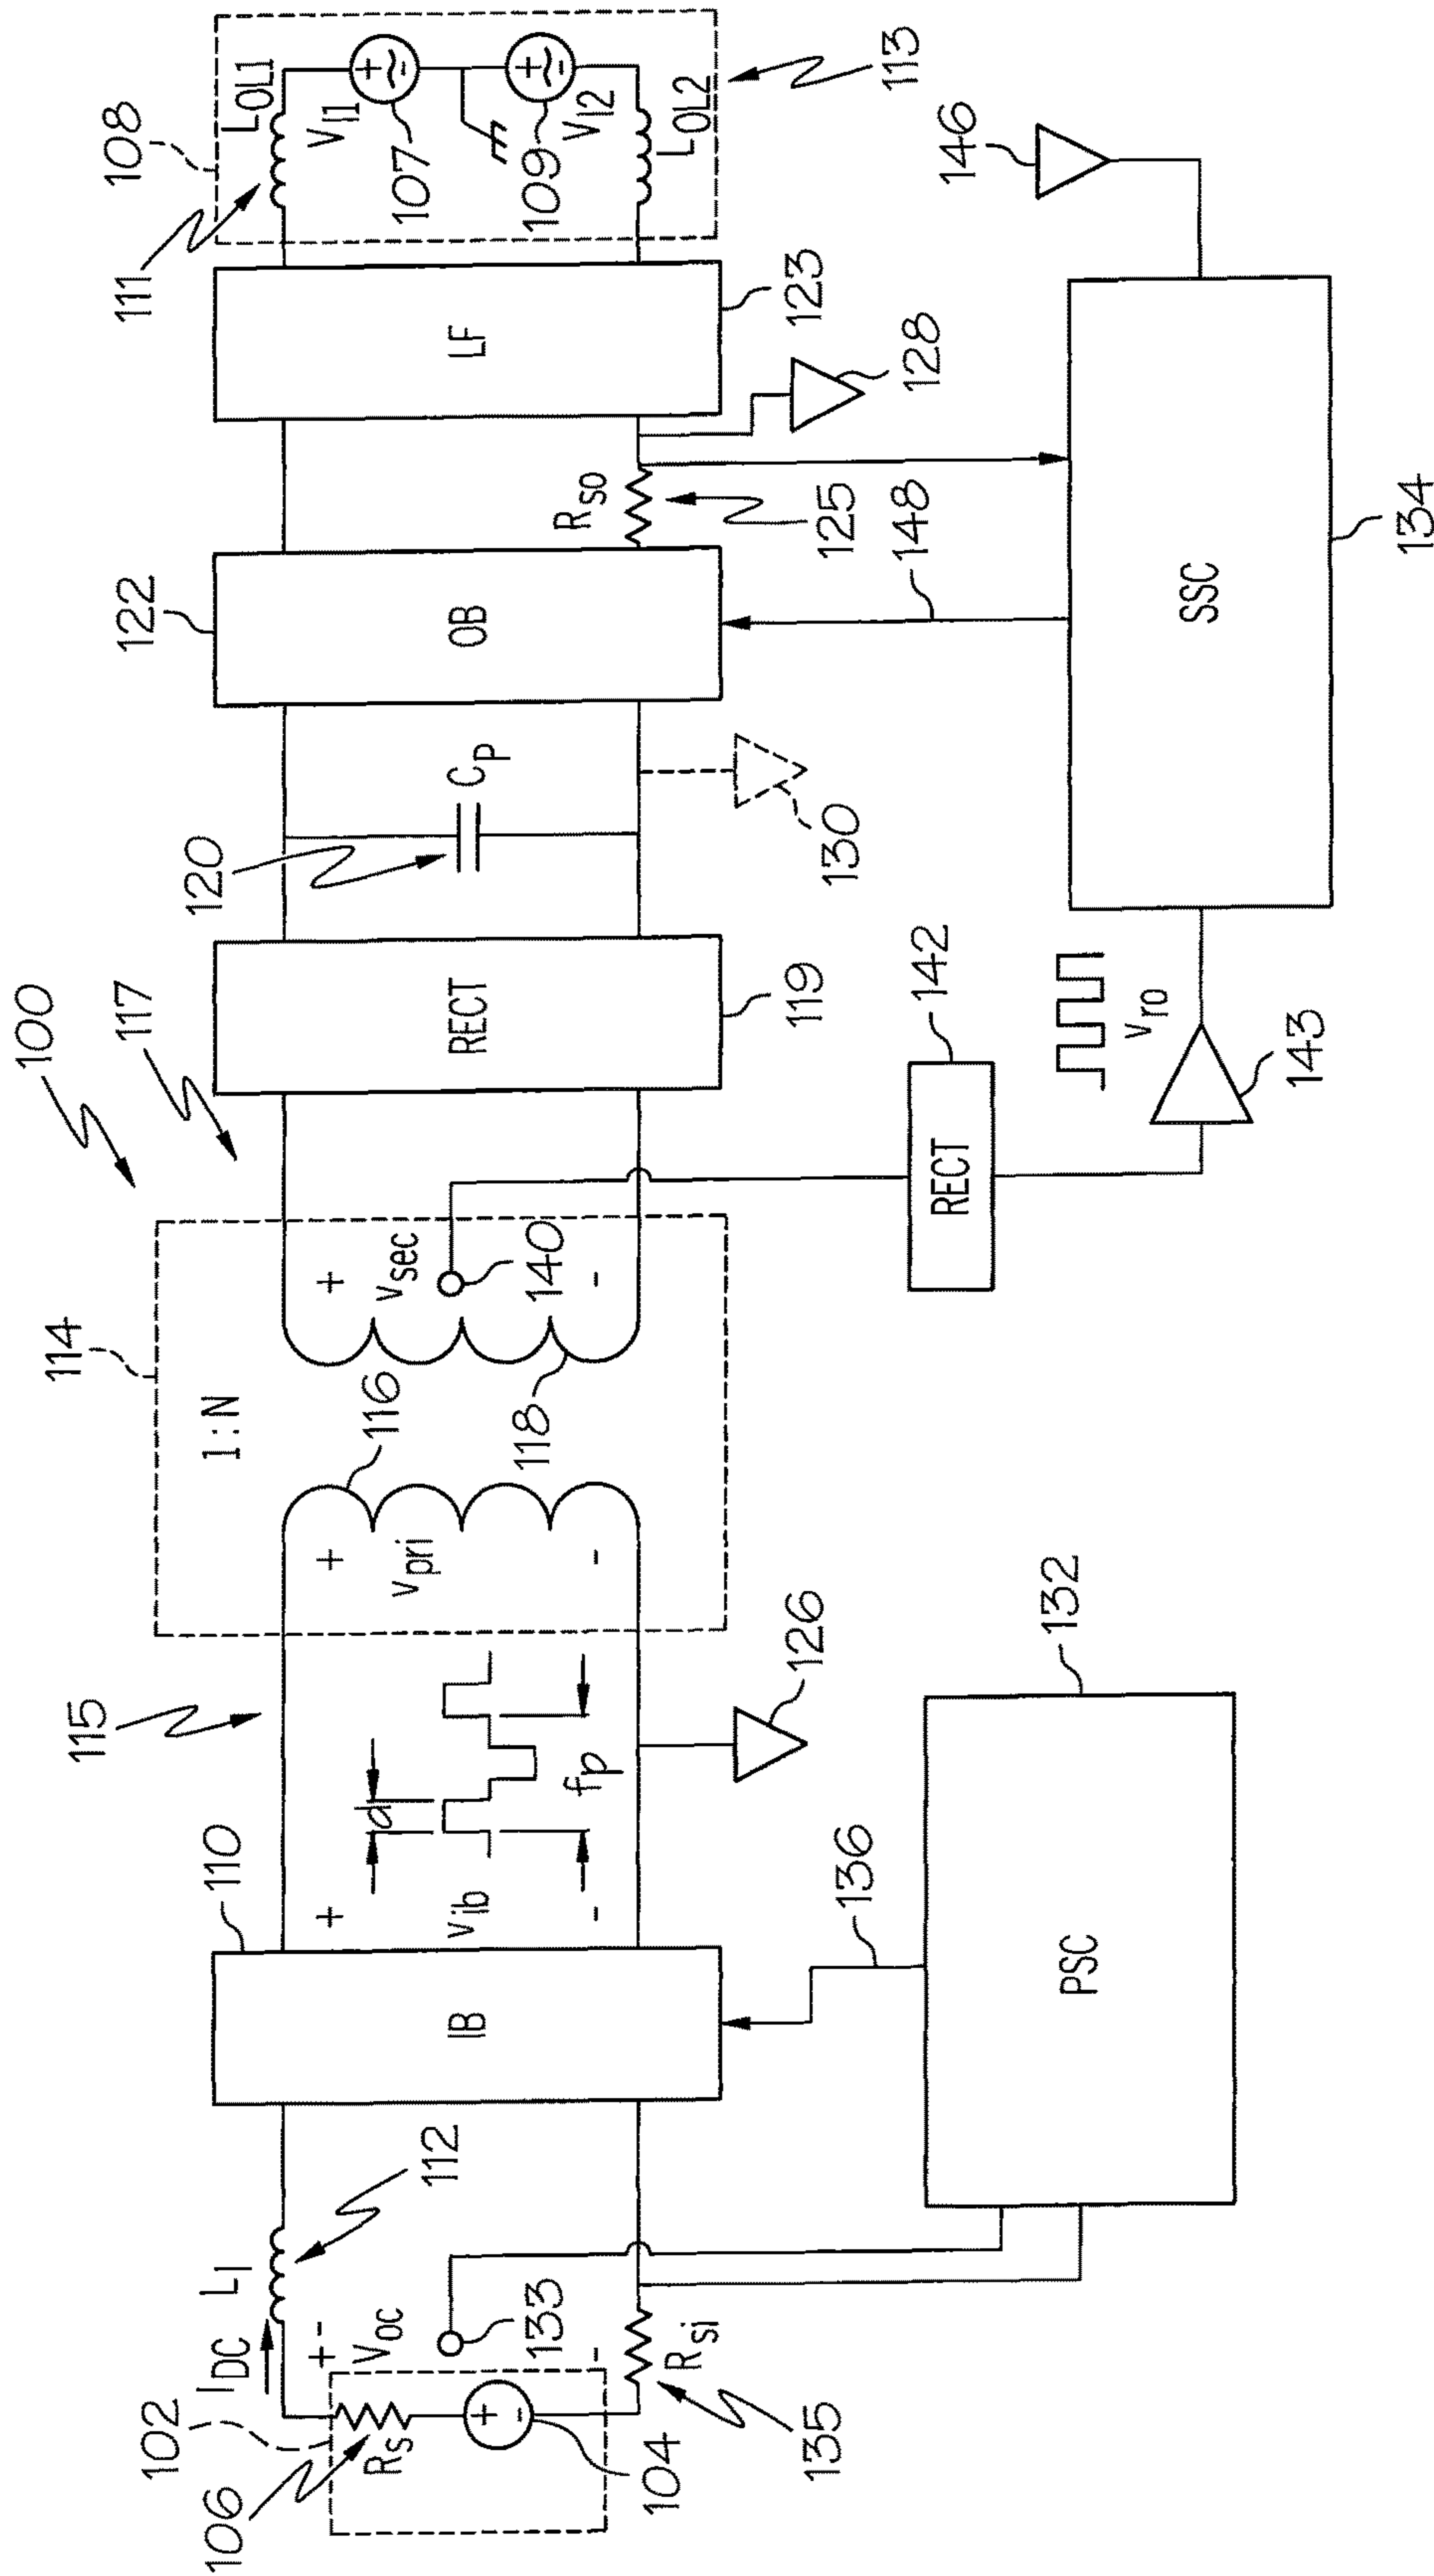 100
102
106
R_S
104
I_DC
L_I
+ -
V_OC
-
133
R_si
135
112
IB
110
+
v_ib
-
d
f_p
115
126
136
PSC
132
114
1:N
+
v_pri
-
116
118
+
v_sec
-
140
117
RECT
119
RECT
142
143
v_ro
120
C_P
130
OB
122
R_so
125
148
SSC
134
146
LF
123
128
108
111
L_OL1
V_l1
107
109
V_l2
L_OL2
113